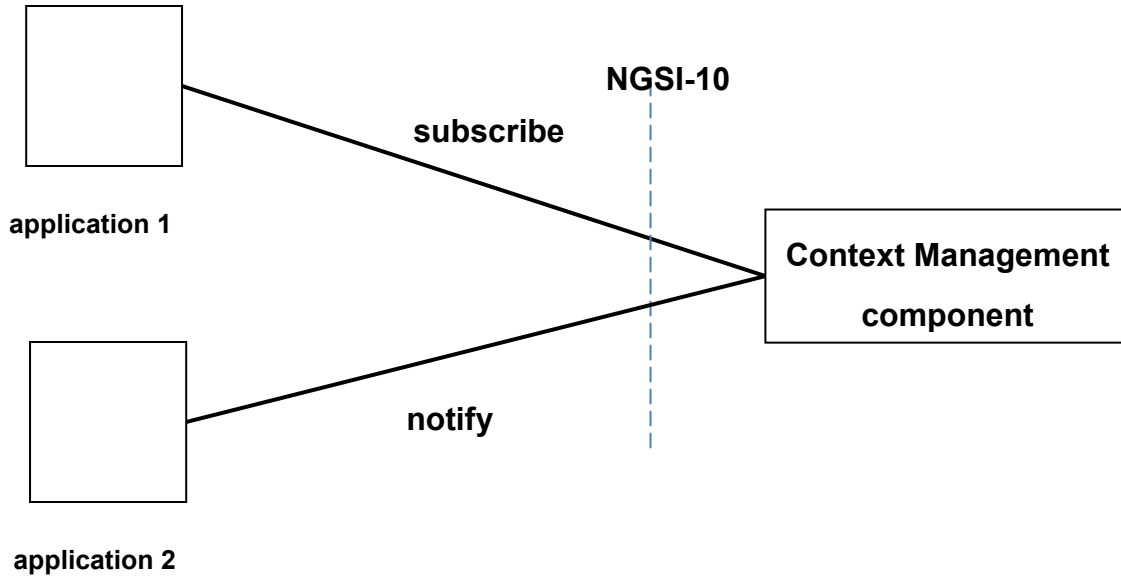 NGSI-10
subscribe
application 1
Context Management
component
notify
application 2